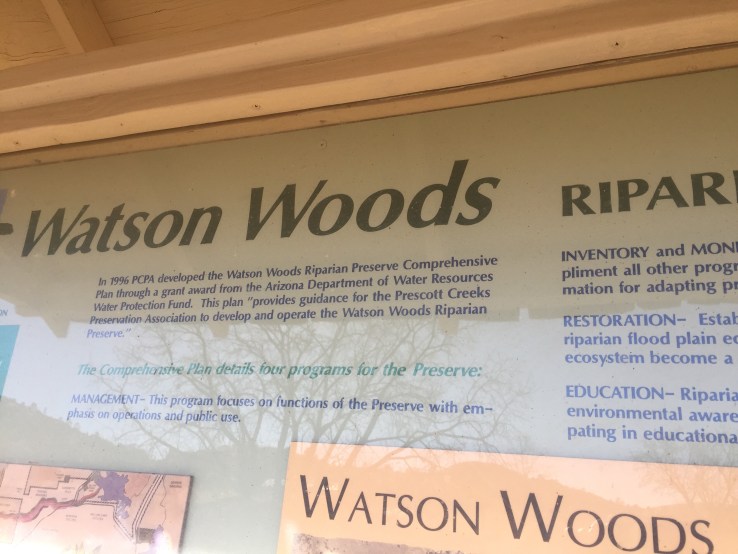 Watson Woods
In 1996 PCPA developed the Watson Woods Riparian Preserve Comprehensive
Plan through a grant award from the Arizona Department of Water Resources
Water Protection Fund. This plan "provides guidance for the Prescott Creeks
Preservation Association to develop and operate the Watson Woods Riparian
Preserve."
The Comprehensive Plan details four programs for the Preserve:
MANAGEMENT– This program focuses on functions of the Preserve with em-
phasis on operations and public use.
RIPARI
INVENTORY and MONI
pliment all other progr
mation for adapting pr
RESTORATION– Estab
riparian flood plain ec
ecosystem become a
EDUCATION– Riparia
environmental aware
pating in educationa
WATSON WOODS